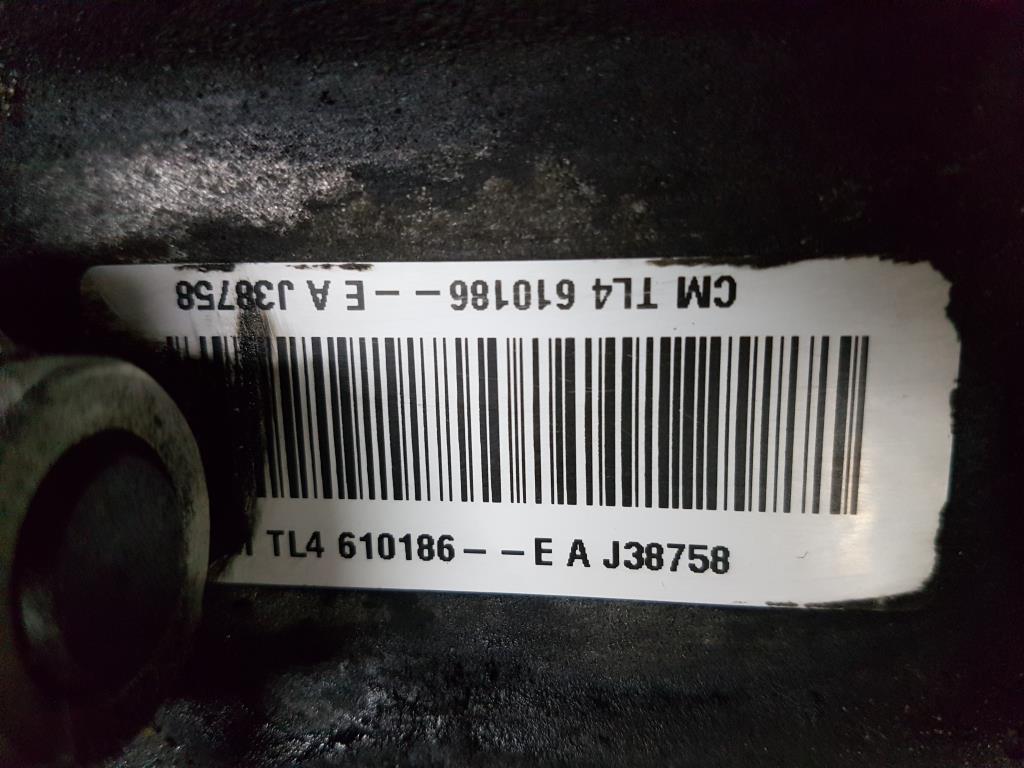 CM TL4 610186--E A J38758
TL4 610186--E A J38758